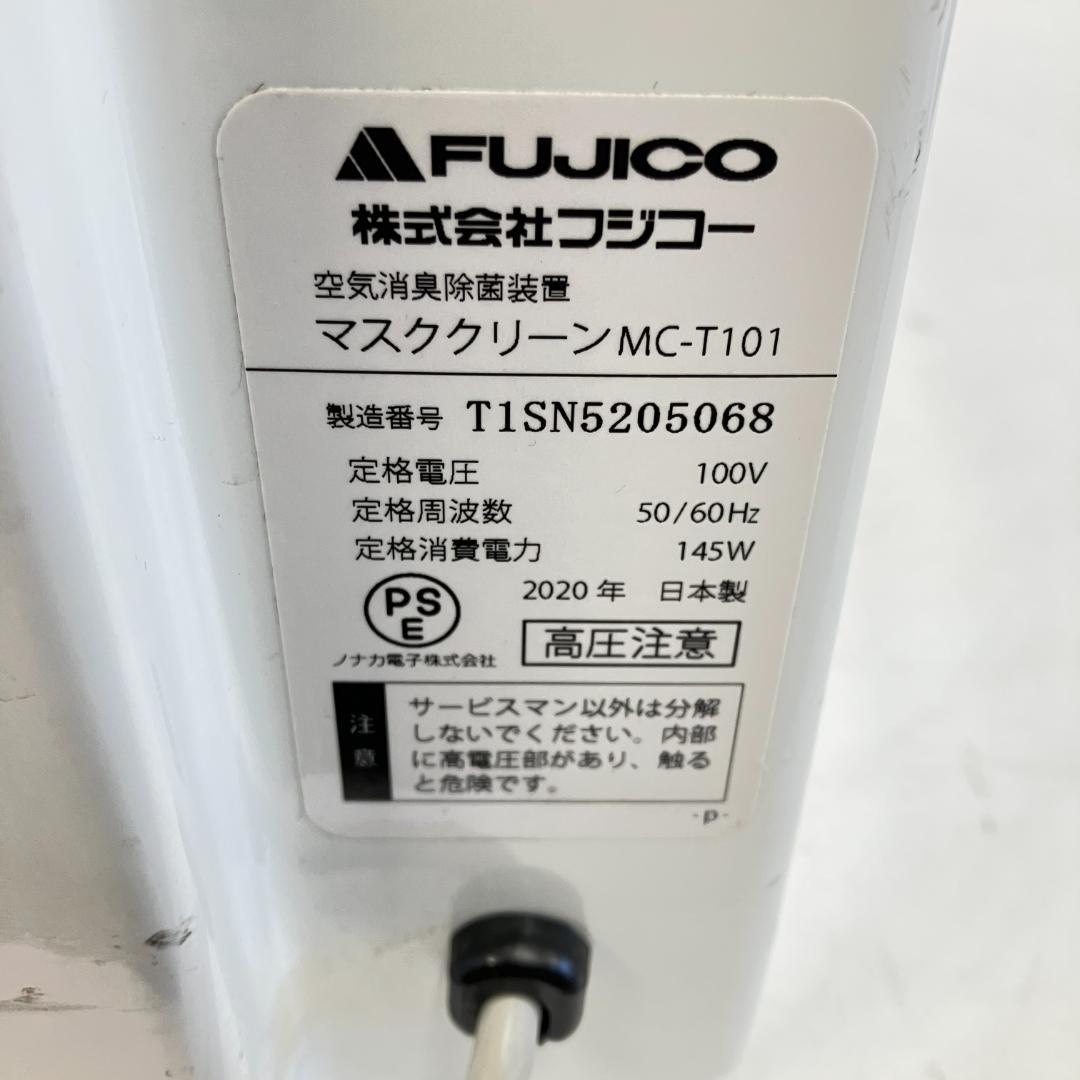 FUJICO
株式会社フジコー
空気消臭除菌装置
マスククリーン MC-T101
製造番号 T1SN5205068
定格電圧 100V
定格周波数 50/60Hz
定格消費電力 145W
2020年 日本製
PS
E
高圧注意
ノナカ電子株式会社
注意
サービスマン以外は分解
しないでください。内部
に高電圧部があり、触る
と危険です。
-p-